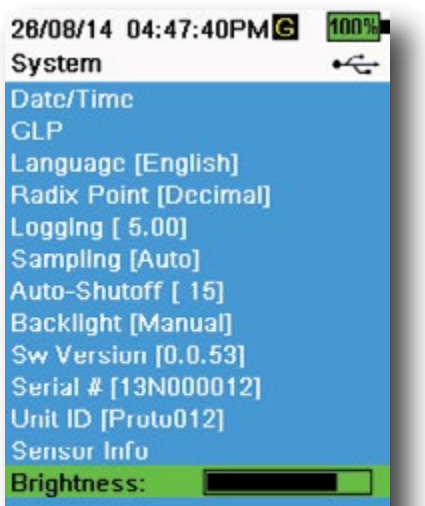 26/08/14 04:47:40PM G 100%
System
Date/Time
GLP
Language [English]
Radix Point [Decimal]
Logging [ 5.00]
Sampling [Auto]
Auto-Shutoff [ 15]
Backlight [Manual]
Sw Version [0.0.53]
Serial # [13N000012]
Unit ID [Proto012]
Sensor Info
Brightness: